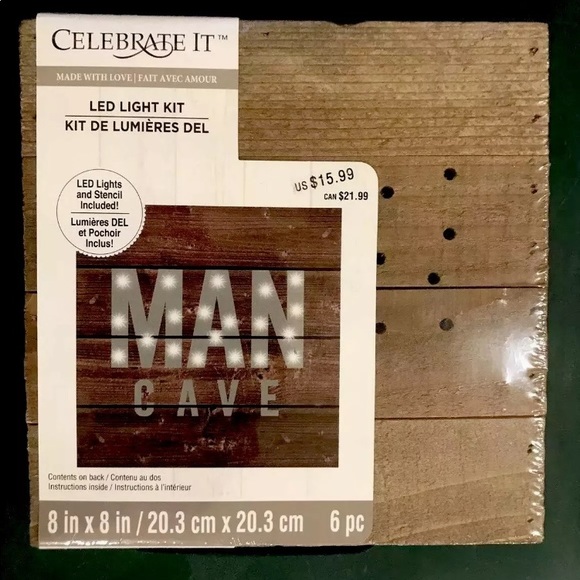 CELEBRATE IT™
MADE WITH LOVE | FAIT AVEC AMOUR
LED LIGHT KIT
KIT DE LUMIÈRES DEL
US $15.99
CAN $21.99
LED Lights
and Stencil
Included!
Lumières DEL
et Pochoir
Inclus!
MAN
CAVE
Contents on back / Contenu au dos
Instructions inside / Instructions à l'intérieur
8 in x 8 in / 20.3 cm x 20.3 cm 6 pc